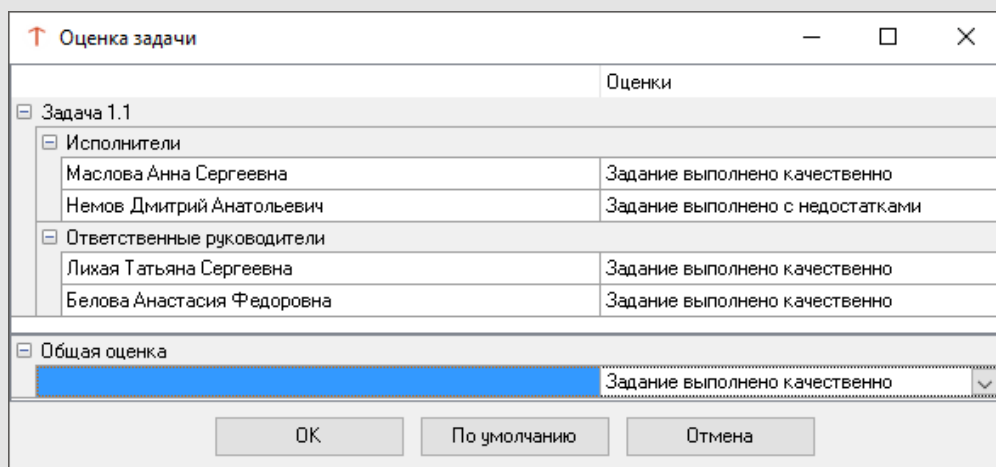 Оценка задачи
Оценки
Задача 1.1
Исполнители
Маслова Анна Сергеевна Задание выполнено качественно
Немов Дмитрий Анатольевич Задание выполнено с недостатками
Ответственные руководители
Лихая Татьяна Сергеевна Задание выполнено качественно
Белова Анастасия Федоровна Задание выполнено качественно
Общая оценка
Задание выполнено качественно
OK По умолчанию Отмена